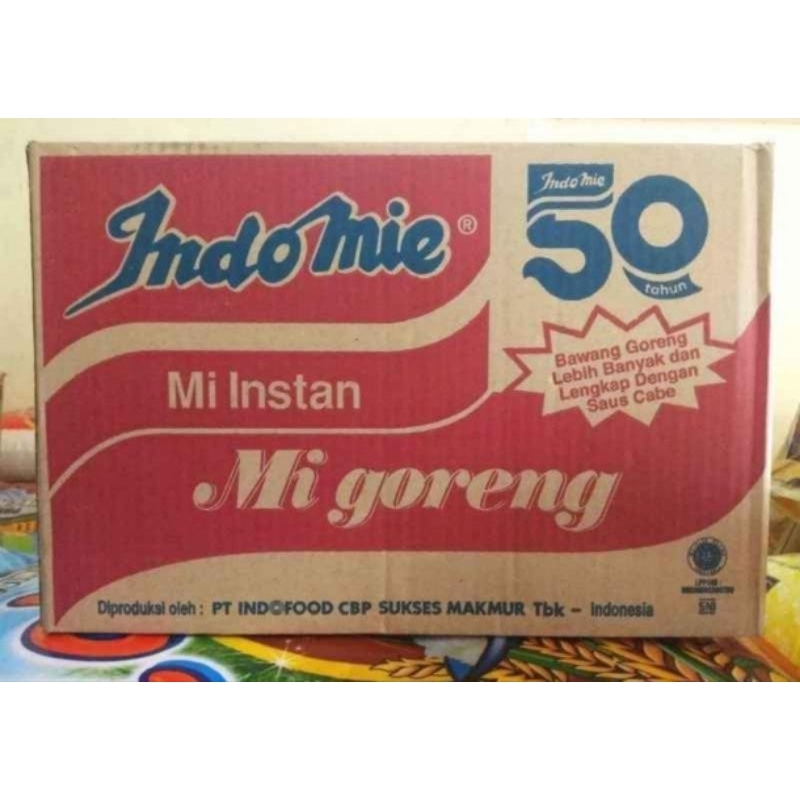 Indomie®
Indomie
50
tahun
Bawang Goreng
Lebih Banyak dan
Lengkap Dengan
Saus Cabe
Mi Instan
Mi goreng
Diproduksi oleh : PT INDOFOOD CBP SUKSES MAKMUR Tbk – Indonesia
SNI